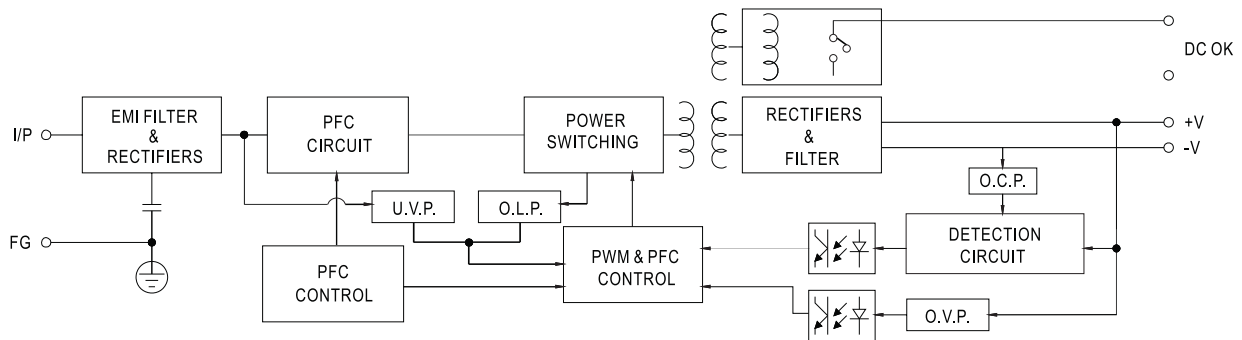 DC OK
I/P
EMI FILTER
&
RECTIFIERS
PFC
CIRCUIT
POWER
SWITCHING
RECTIFIERS
&
FILTER
+V
-V
U.V.P.
O.L.P.
O.C.P.
FG
PFC
CONTROL
PWM & PFC
CONTROL
DETECTION
CIRCUIT
O.V.P.